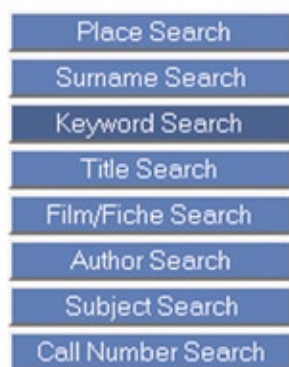 Place Search
Surname Search
Keyword Search
Title Search
Film/Fiche Search
Author Search
Subject Search
Call Number Search